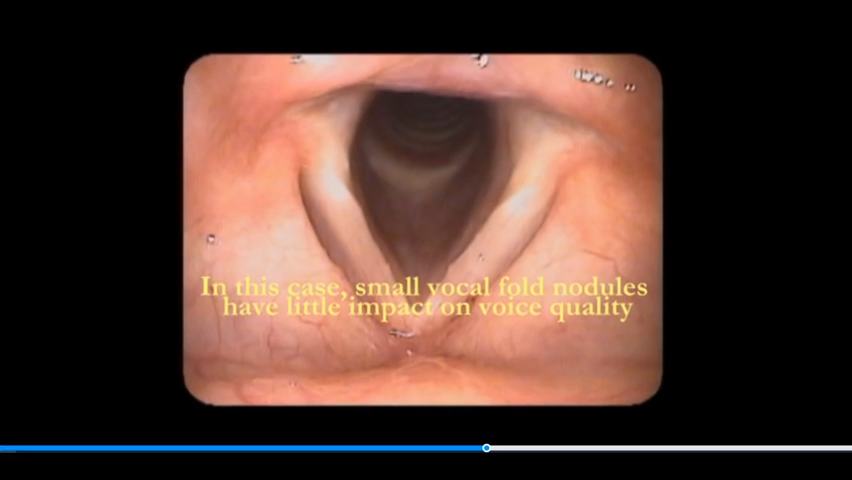 In this case, small vocal fold nodules
have little impact on voice quality